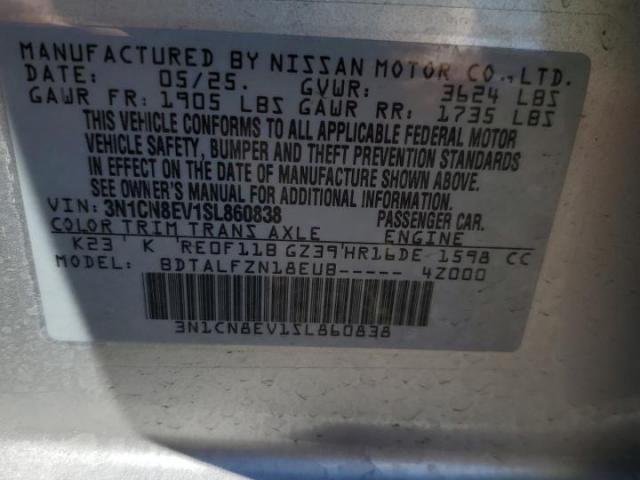 MANUFACTURED BY NISSAN MOTOR CO., LTD.
DATE: 05/25. GVWR: 3624 LBS
GAWR FR: 1905 LBS GAWR RR: 1735 LBS
THIS VEHICLE CONFORMS TO ALL APPLICABLE FEDERAL MOTOR
VEHICLE SAFETY, BUMPER AND THEFT PREVENTION STANDARDS
IN EFFECT ON THE DATE OF MANUFACTURE SHOWN ABOVE.
SEE OWNER'S MANUAL FOR ADDITIONAL INFORMATION.
VIN: 3N1CN8EV1SL860838 PASSENGER CAR.
COLOR TRIM TRANS AXLE ENGINE
K23 K RE0F11B GZ39 HR16DE 1598 CC
BDTALFZN18EUB----- 4Z000
3N1CN8EV1SL860838